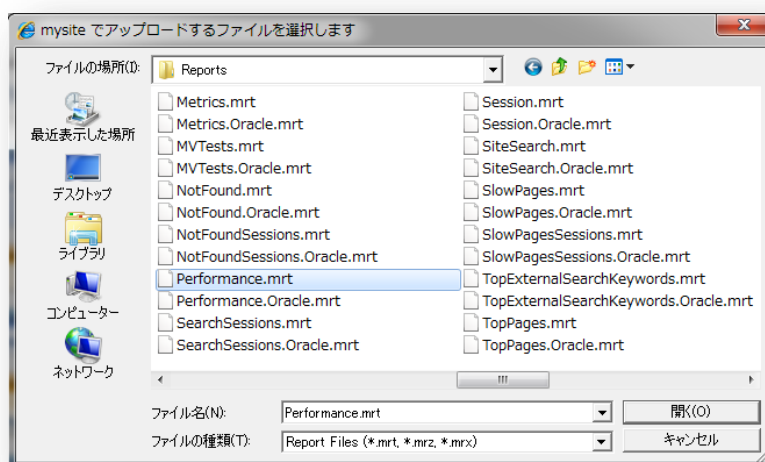 mysite でアップロードするファイルを選択します
ファイルの場所(I):
Reports
最近表示した場所
デスクトップ
ライブラリ
コンピューター
ネットワーク
Metrics.mrt
Metrics.Oracle.mrt
MVTests.mrt
MVTests.Oracle.mrt
NotFound.mrt
NotFound.Oracle.mrt
NotFoundSessions.mrt
NotFoundSessions.Oracle.mrt
Performance.mrt
Performance.Oracle.mrt
SearchSessions.mrt
SearchSessions.Oracle.mrt
Session.mrt
Session.Oracle.mrt
SiteSearch.mrt
SiteSearch.Oracle.mrt
SlowPages.mrt
SlowPages.Oracle.mrt
SlowPagesSessions.mrt
SlowPagesSessions.Oracle.mrt
TopExternalSearchKeywords.mrt
TopExternalSearchKeywords.Oracle.mrt
TopPages.mrt
TopPages.Oracle.mrt
ファイル名(N):
Performance.mrt
開く(O)
ファイルの種類(T):
Report Files (*.mrt, *.mrz, *.mrx)
キャンセル